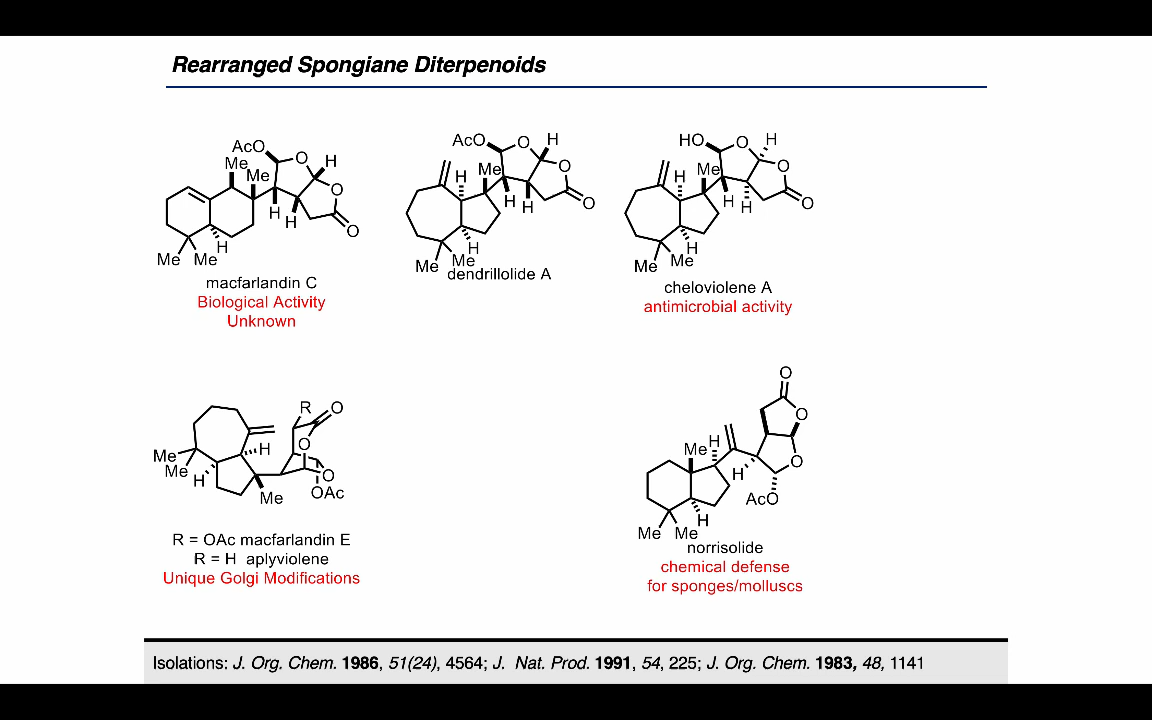 Rearranged Spongiane Diterpenoids
AcO
Me
Me
O
H
O
H
H
O
H
Me
Me
macfarlandin C
Biological Activity
Unknown
AcO
O
H
Me
O
H
H
H
O
H
Me
Me
dendrillolide A
HO
O
H
Me
O
H
H
H
O
H
Me
Me
cheloviolene A
antimicrobial activity
R
O
O
H
Me
Me
H
O
Me
OAc
R = OAc macfarlandin E
R = H aplyviolene
Unique Golgi Modifications
O
O
Me
H
O
H
AcO
H
Me
Me
norrisolide
chemical defense
for sponges/molluscs
Isolations: J. Org. Chem. 1986, 51(24), 4564; J. Nat. Prod. 1991, 54, 225; J. Org. Chem. 1983, 48, 1141